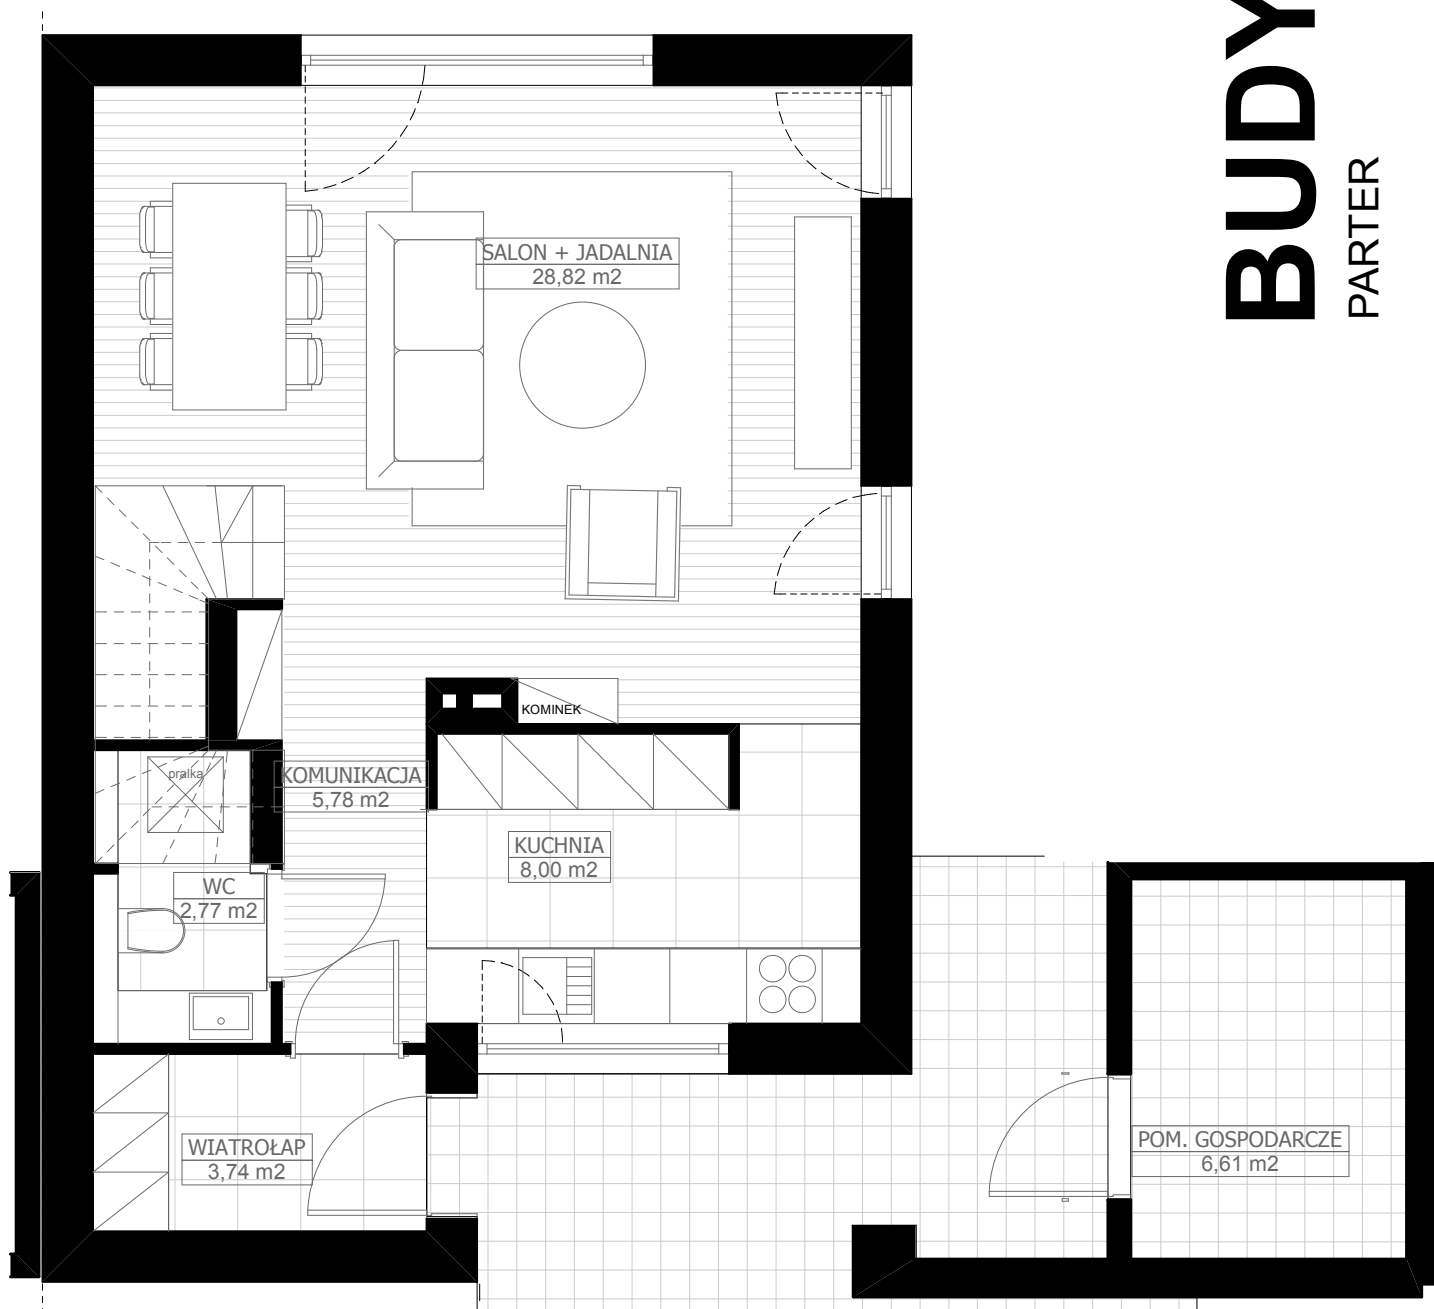 BUDY
PARTER
SALON + JADALNIA
28,82 m2
KOMINEK
pralka
KOMUNIKACJA
5,78 m2
KUCHNIA
8,00 m2
WC
2,77 m2
WIATROŁAP
3,74 m2
POM. GOSPODARCZE
6,61 m2